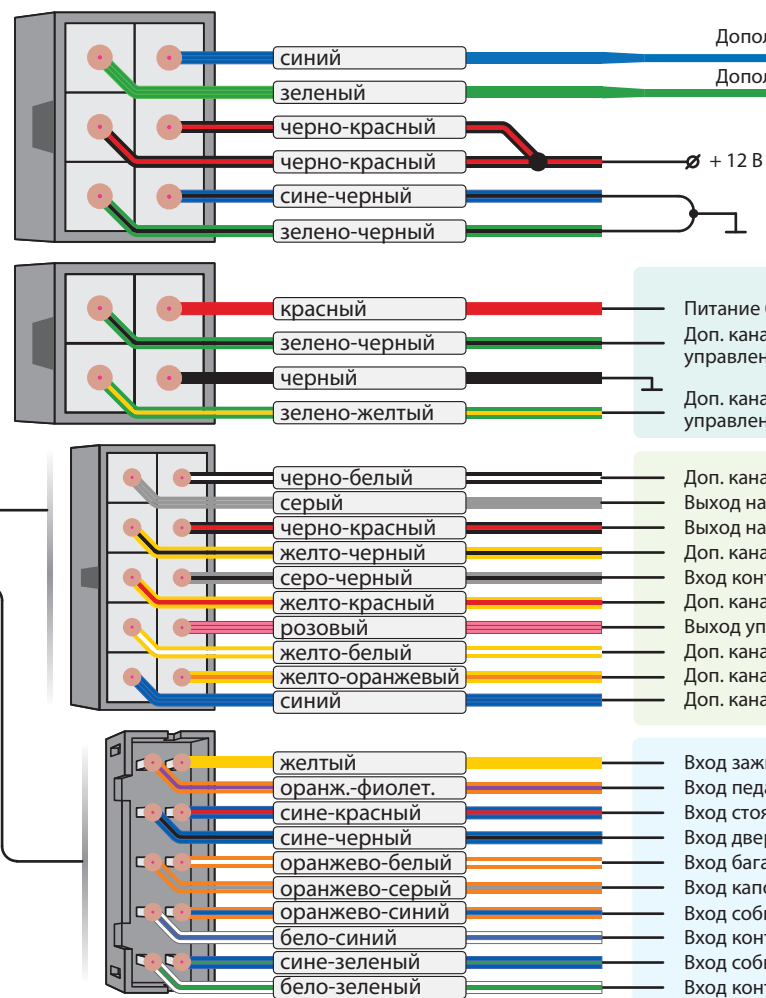 Допол
синий
Допол
зеленый
черно-красный
черно-красный
+ 12 В
сине-черный
зелено-черный
красный
Питание
зелено-черный
Доп. кана
управлен
черный
зелено-желтый
Доп. кана
управлен
черно-белый
Доп. кана
серый
Выход на
черно-красный
Выход на
желто-черный
Доп. кана
серо-черный
Вход конт
желто-красный
Доп. кана
розовый
Выход уп
желто-белый
Доп. кана
желто-оранжевый
Доп. кана
синий
Доп. кана
желтый
Вход зажи
оранж.-фиолет.
Вход педа
сине-красный
Вход стоя
сине-черный
Вход двер
оранжево-белый
Вход бага
оранжево-серый
Вход капо
оранжево-синий
Вход собы
бело-синий
Вход конт
сине-зеленый
Вход собы
бело-зеленый
Вход конт